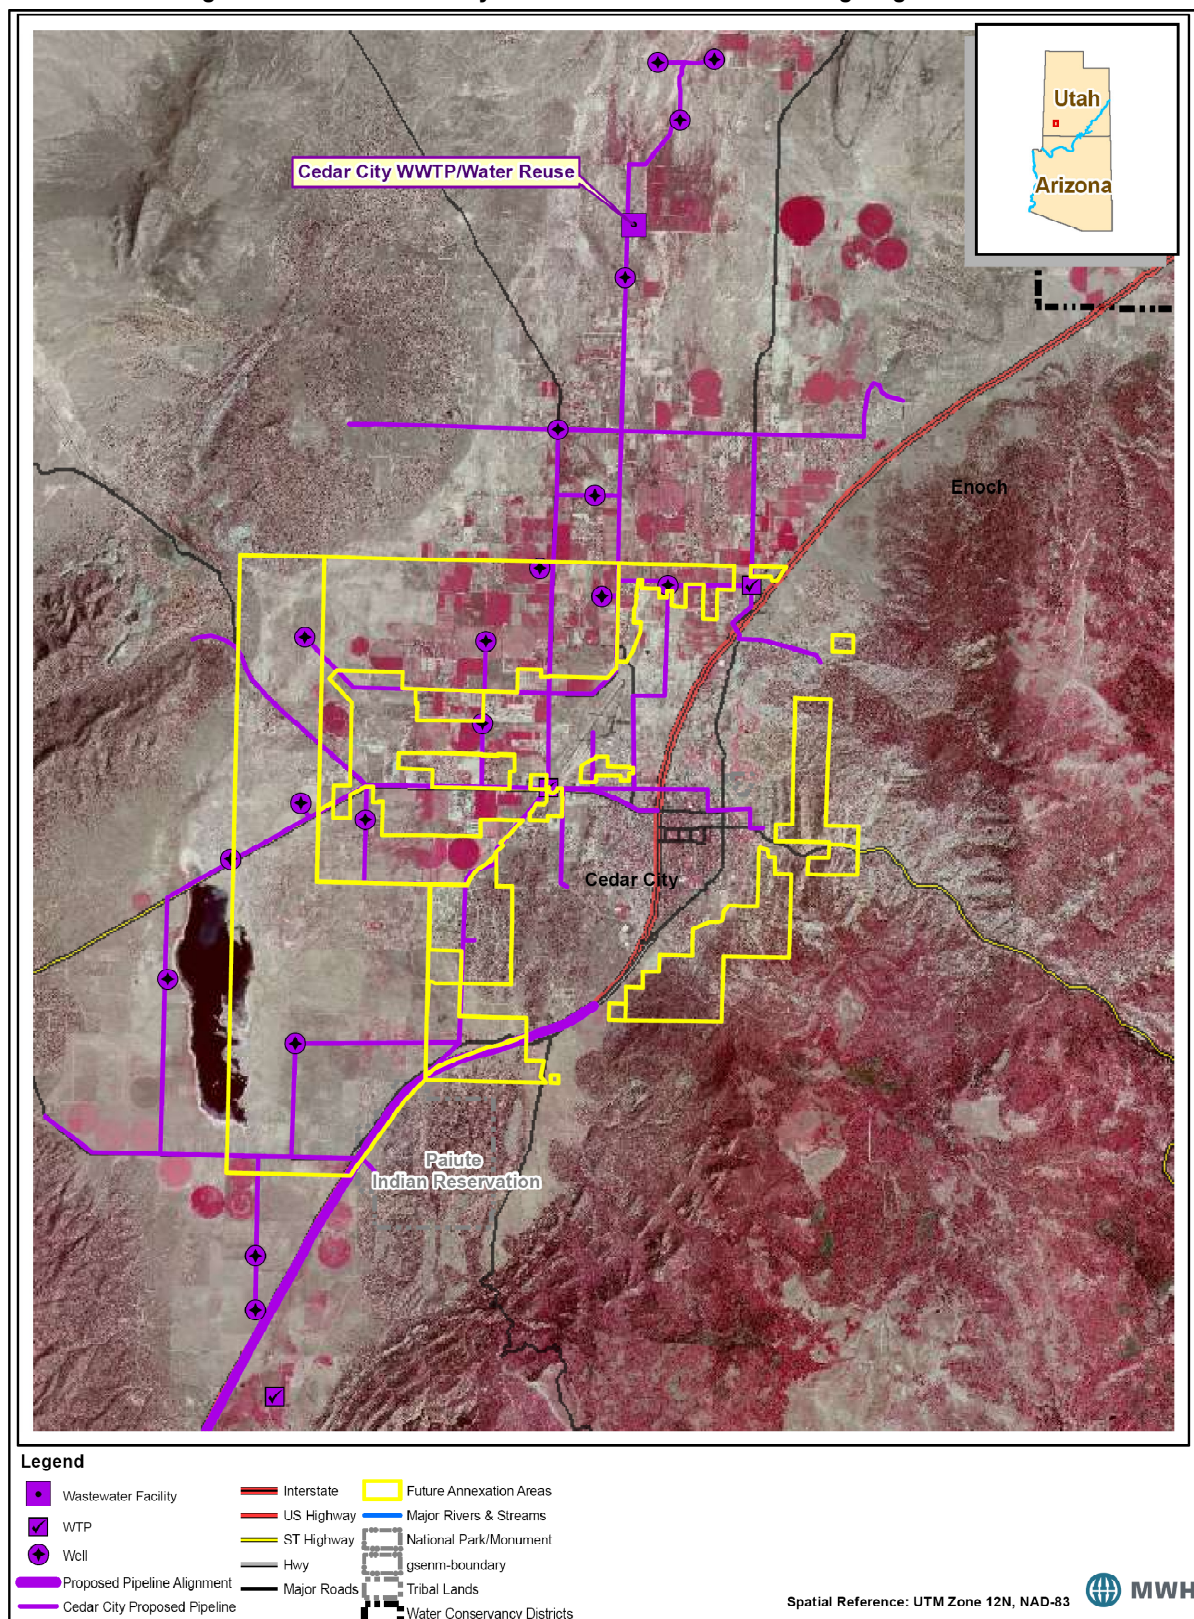 Cedar City WWTP/Water Reuse
Utah
Arizona
Enoch
Cedar City
Paiute
Indian Reservation
Legend
Wastewater Facility
WTP
Well
Proposed Pipeline Alignment
Cedar City Proposed Pipeline
Interstate
US Highway
ST Highway
Hwy
Major Roads
Future Annexation Areas
Major Rivers & Streams
National Park/Monument
gsenm-boundary
Tribal Lands
Water Conservancy Districts
Spatial Reference: UTM Zone 12N, NAD-83
MWH